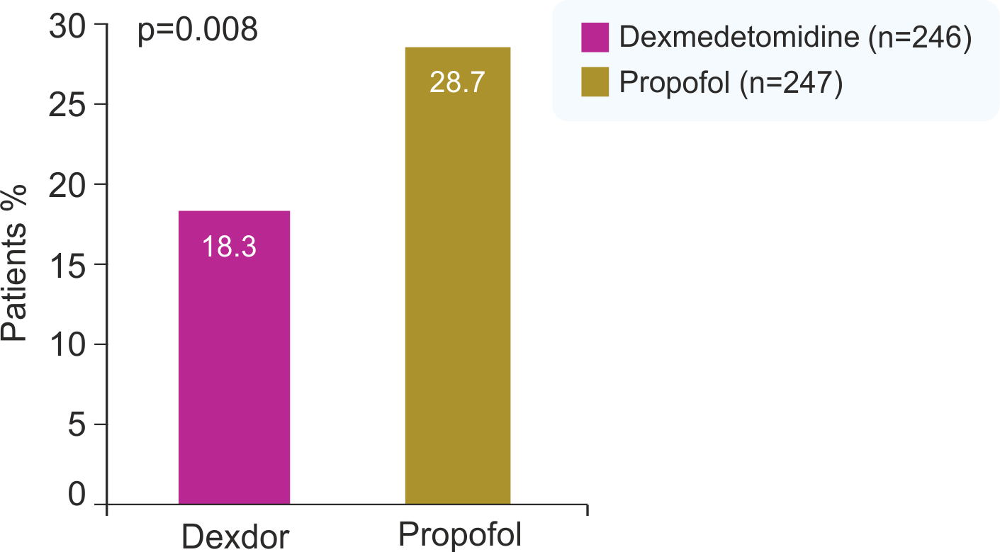 p=0.008
Dexmedetomidine (n=246)
Propofol (n=247)
Patients %
30
25
20
15
10
5
0
28.7
18.3
Dexdor
Propofol